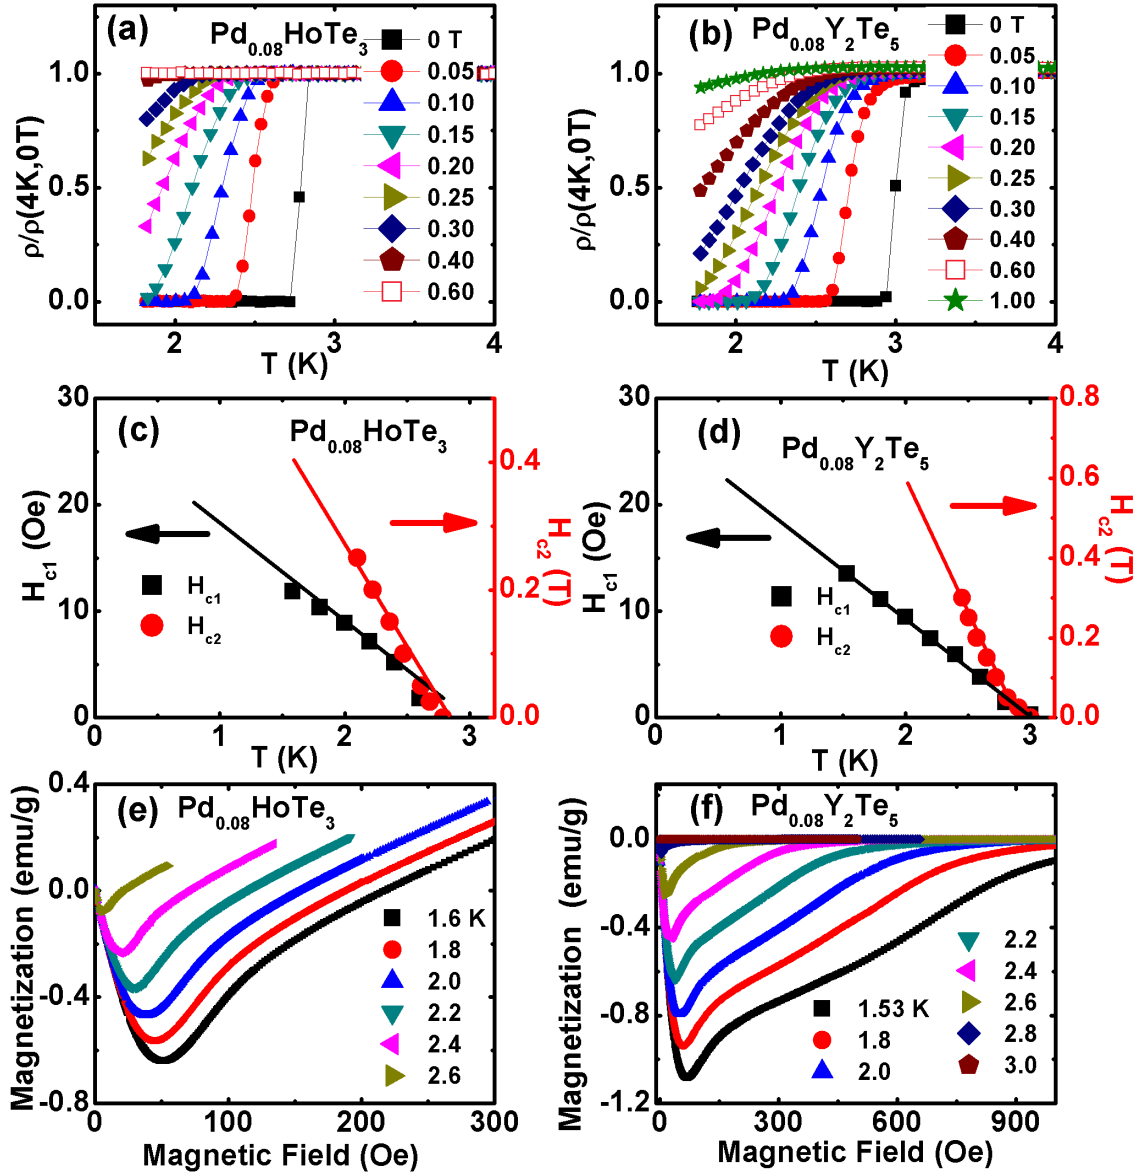 (a) Pd0.08HoTe3
0 T
0.05
0.10
0.15
0.20
0.25
0.30
0.40
0.60
1.0
0.5
0.0
ρ/ρ(4K,0T)
2 3 4
T (K)
(b) Pd0.08Y2Te5
0 T
0.05
0.10
0.15
0.20
0.25
0.30
0.40
0.60
1.00
1.0
0.5
0.0
ρ/ρ(4K,0T)
2 3 4
T (K)
(c) Pd0.08HoTe3
30
20
10
0
Hc1 (Oe)
0.4
0.2
0.0
Hc2 (T)
Hc1
Hc2
0 1 2 3
T (K)
(d) Pd0.08Y2Te5
30
20
10
0
Hc1 (Oe)
0.8
0.6
0.4
0.2
0.0
Hc2 (T)
Hc1
Hc2
0 1 2 3
T (K)
(e) Pd0.08HoTe3
0.4
0.0
-0.4
-0.8
Magnetization (emu/g)
1.6 K
1.8
2.0
2.2
2.4
2.6
0 50 100 150 200 250 300
Magnetic Field (Oe)
(f) Pd0.08Y2Te5
0.0
-0.4
-0.8
-1.2
Magnetization (emu/g)
1.53 K
1.8
2.0
2.2
2.4
2.6
2.8
3.0
0 300 600 900
Magnetic Field (Oe)